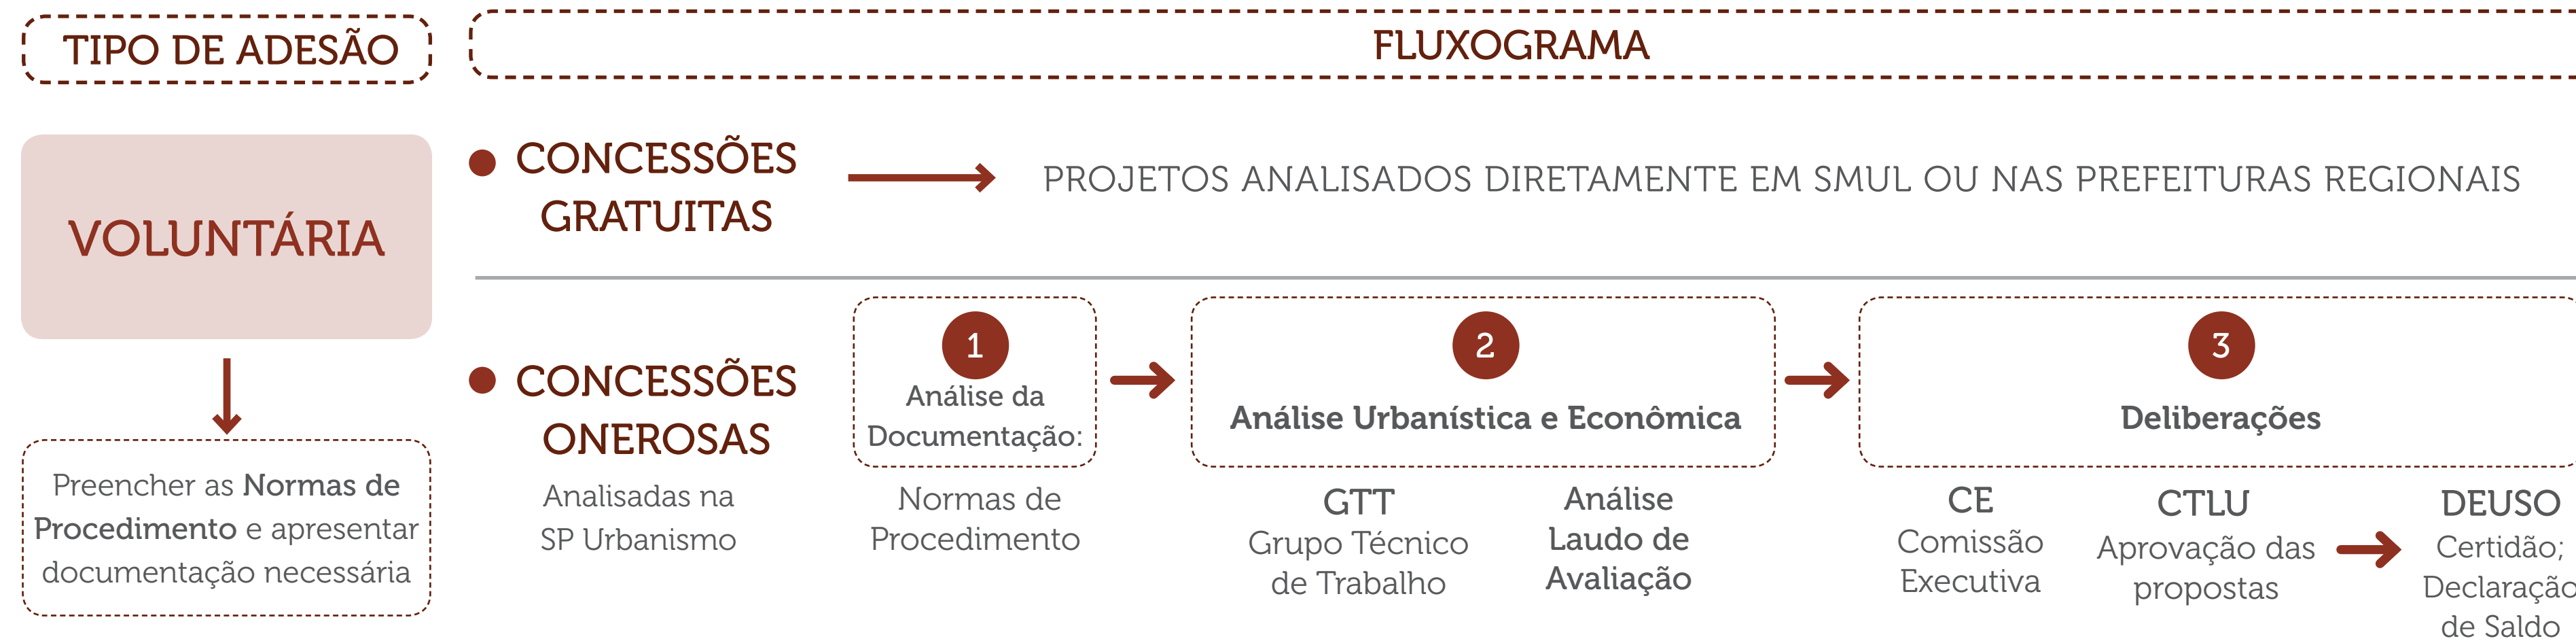 TIPO DE ADESÃO
FLUXOGRAMA
VOLUNTÁRIA
Preencher as Normas de
Procedimento e apresentar
documentação necessária
CONCESSÕES
GRATUITAS
PROJETOS ANALISADOS DIRETAMENTE EM SMUL OU NAS PREFEITURAS REGIONAIS
CONCESSÕES
ONEROSAS
Analisadas na
SP Urbanismo
1
Análise da
Documentação:
Normas de
Procedimento
2
Análise Urbanística e Econômica
GTT
Grupo Técnico
de Trabalho
Análise
Laudo de
Avaliação
3
Deliberações
CE
Comissão
Executiva
CTLU
Aprovação das
propostas
DEUSO
Certidão;
Declaração
de Saldo